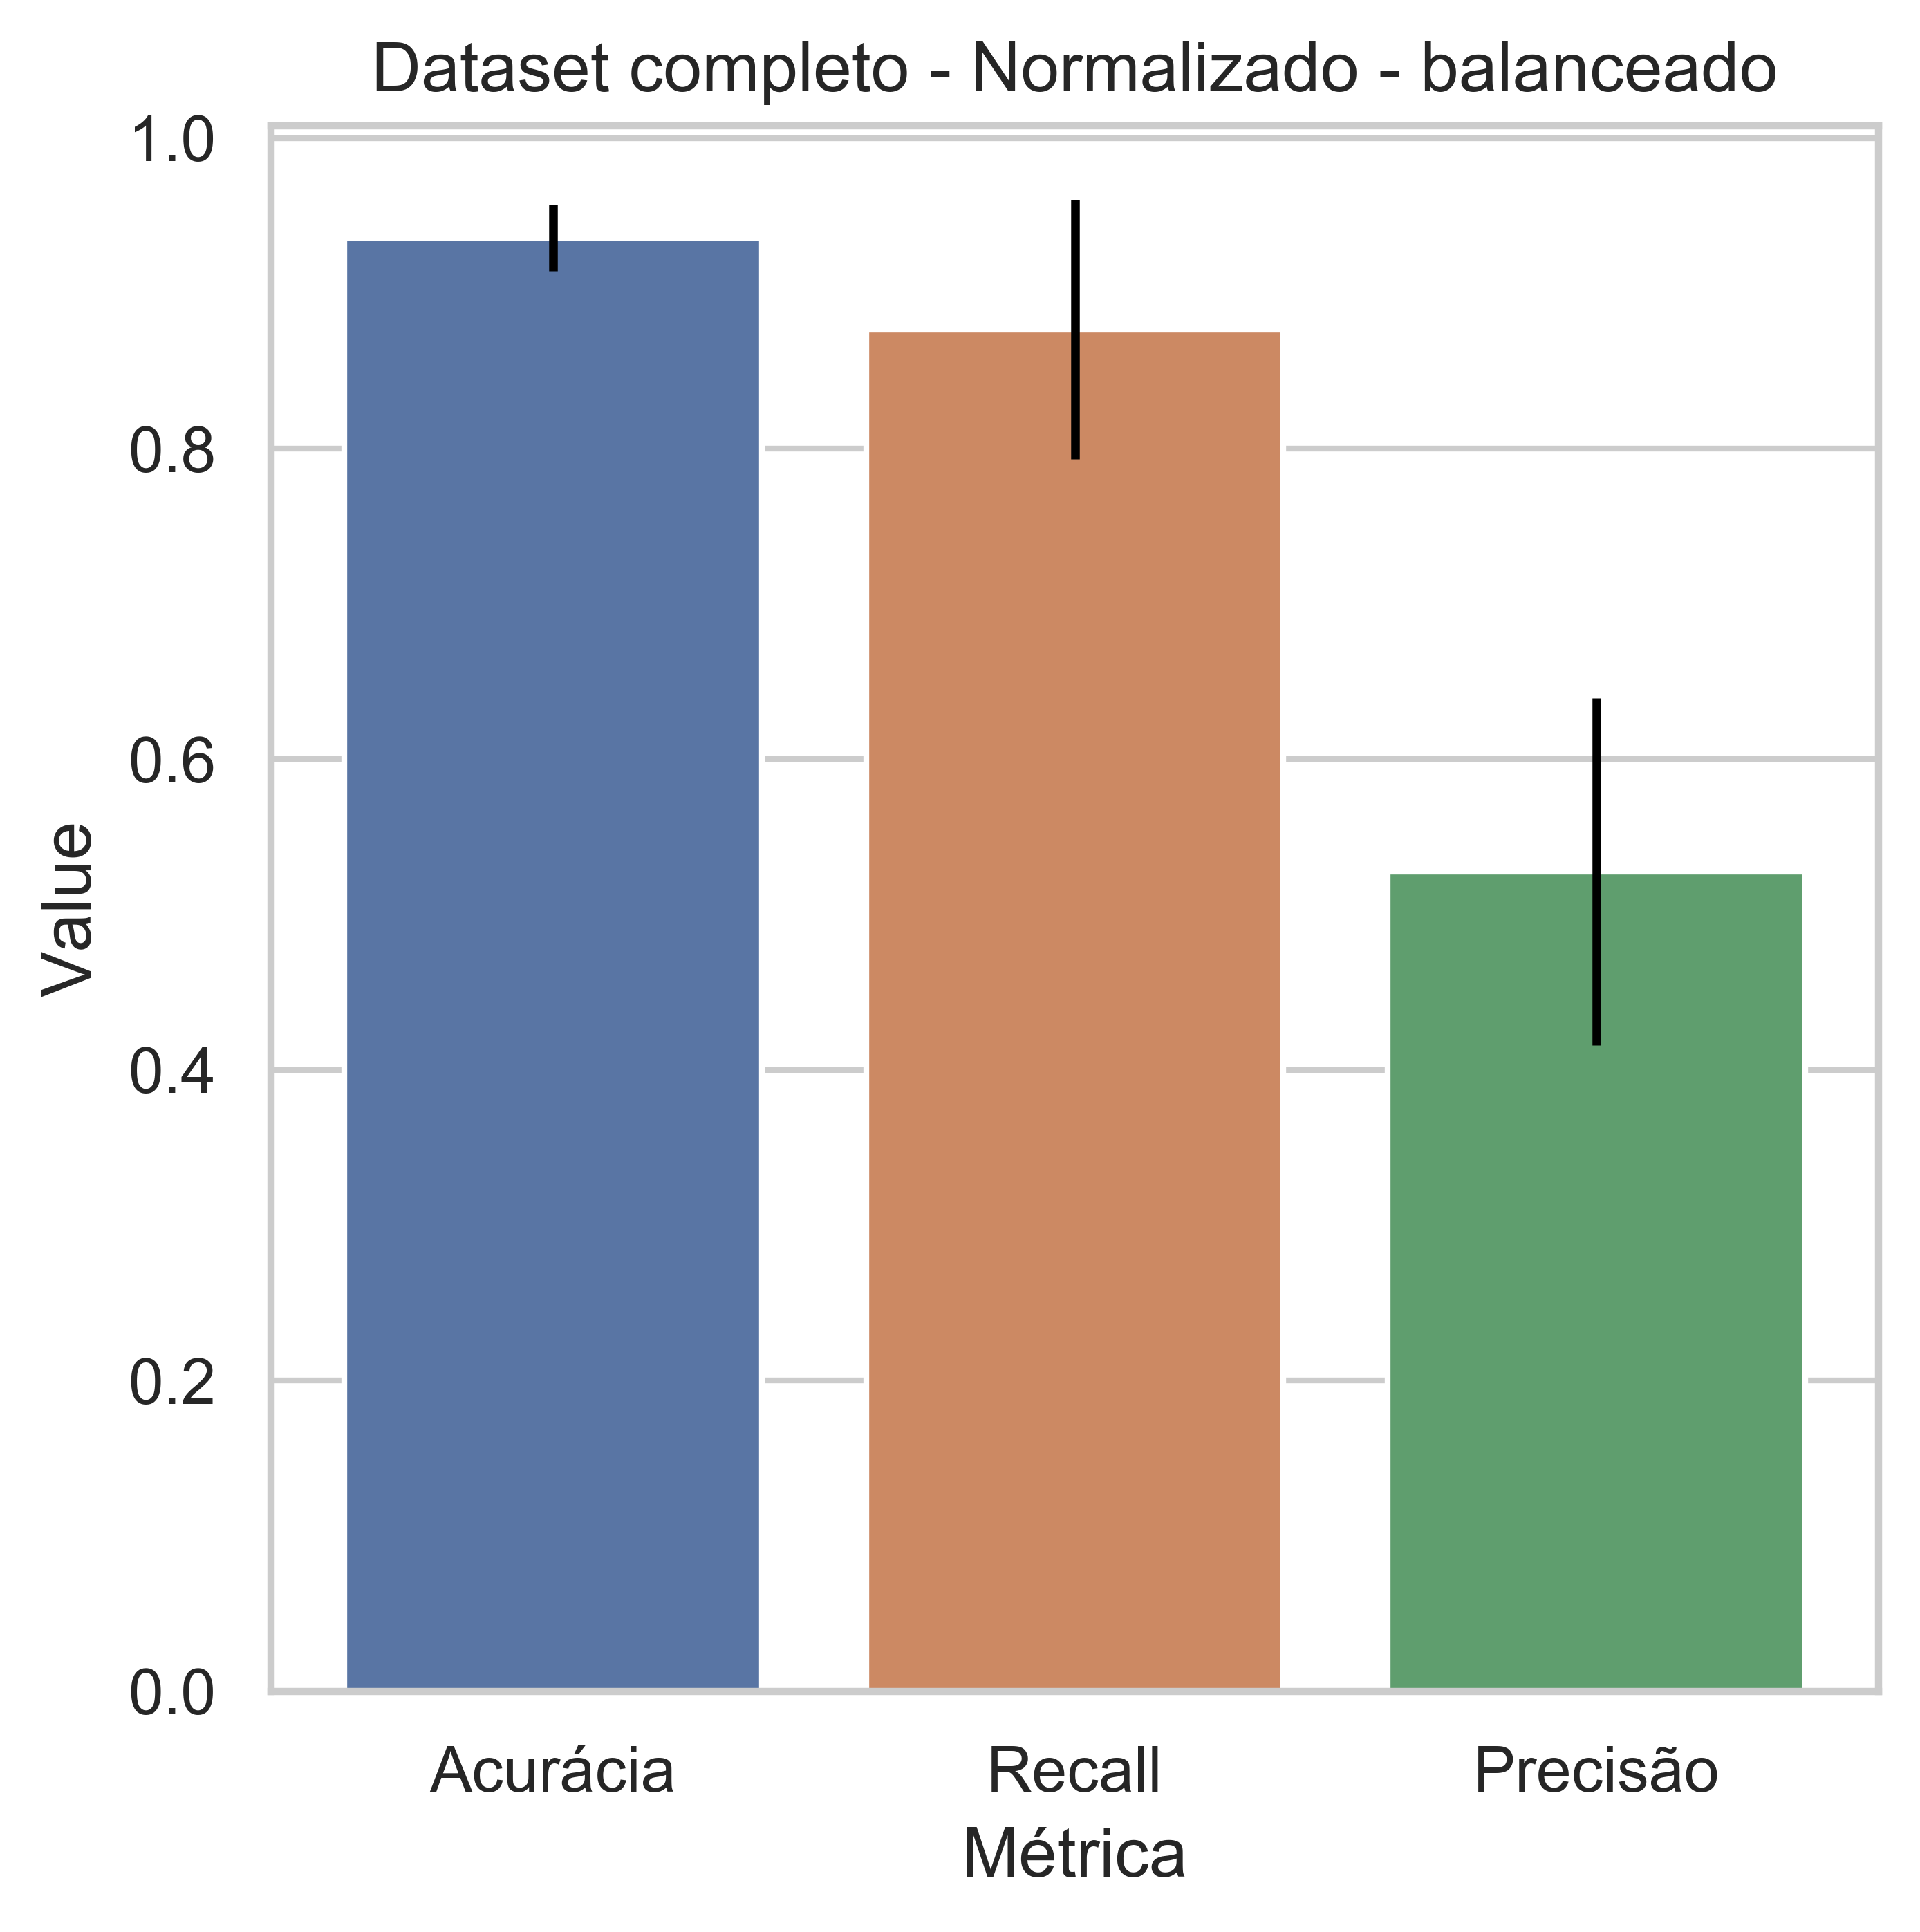 Dataset completo - Normalizado - balanceado
1.0
0.8
0.6
0.4
0.2
0.0
Value
Acurácia Recall Precisão
Métrica